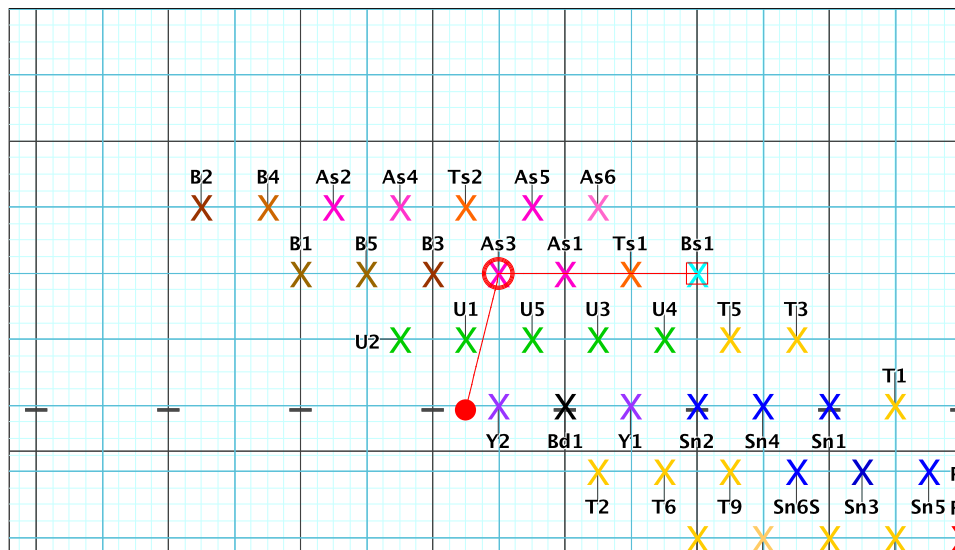 B2 B4 As2 As4 Ts2 As5 As6
B1 B5 B3 As3 As1 Ts1 Bs1
U1 U5 U3 U4 T5 T3
U2
T1
Y2 Bd1 Y1 Sn2 Sn4 Sn1
T2 T6 T9 Sn6S Sn3 Sn5